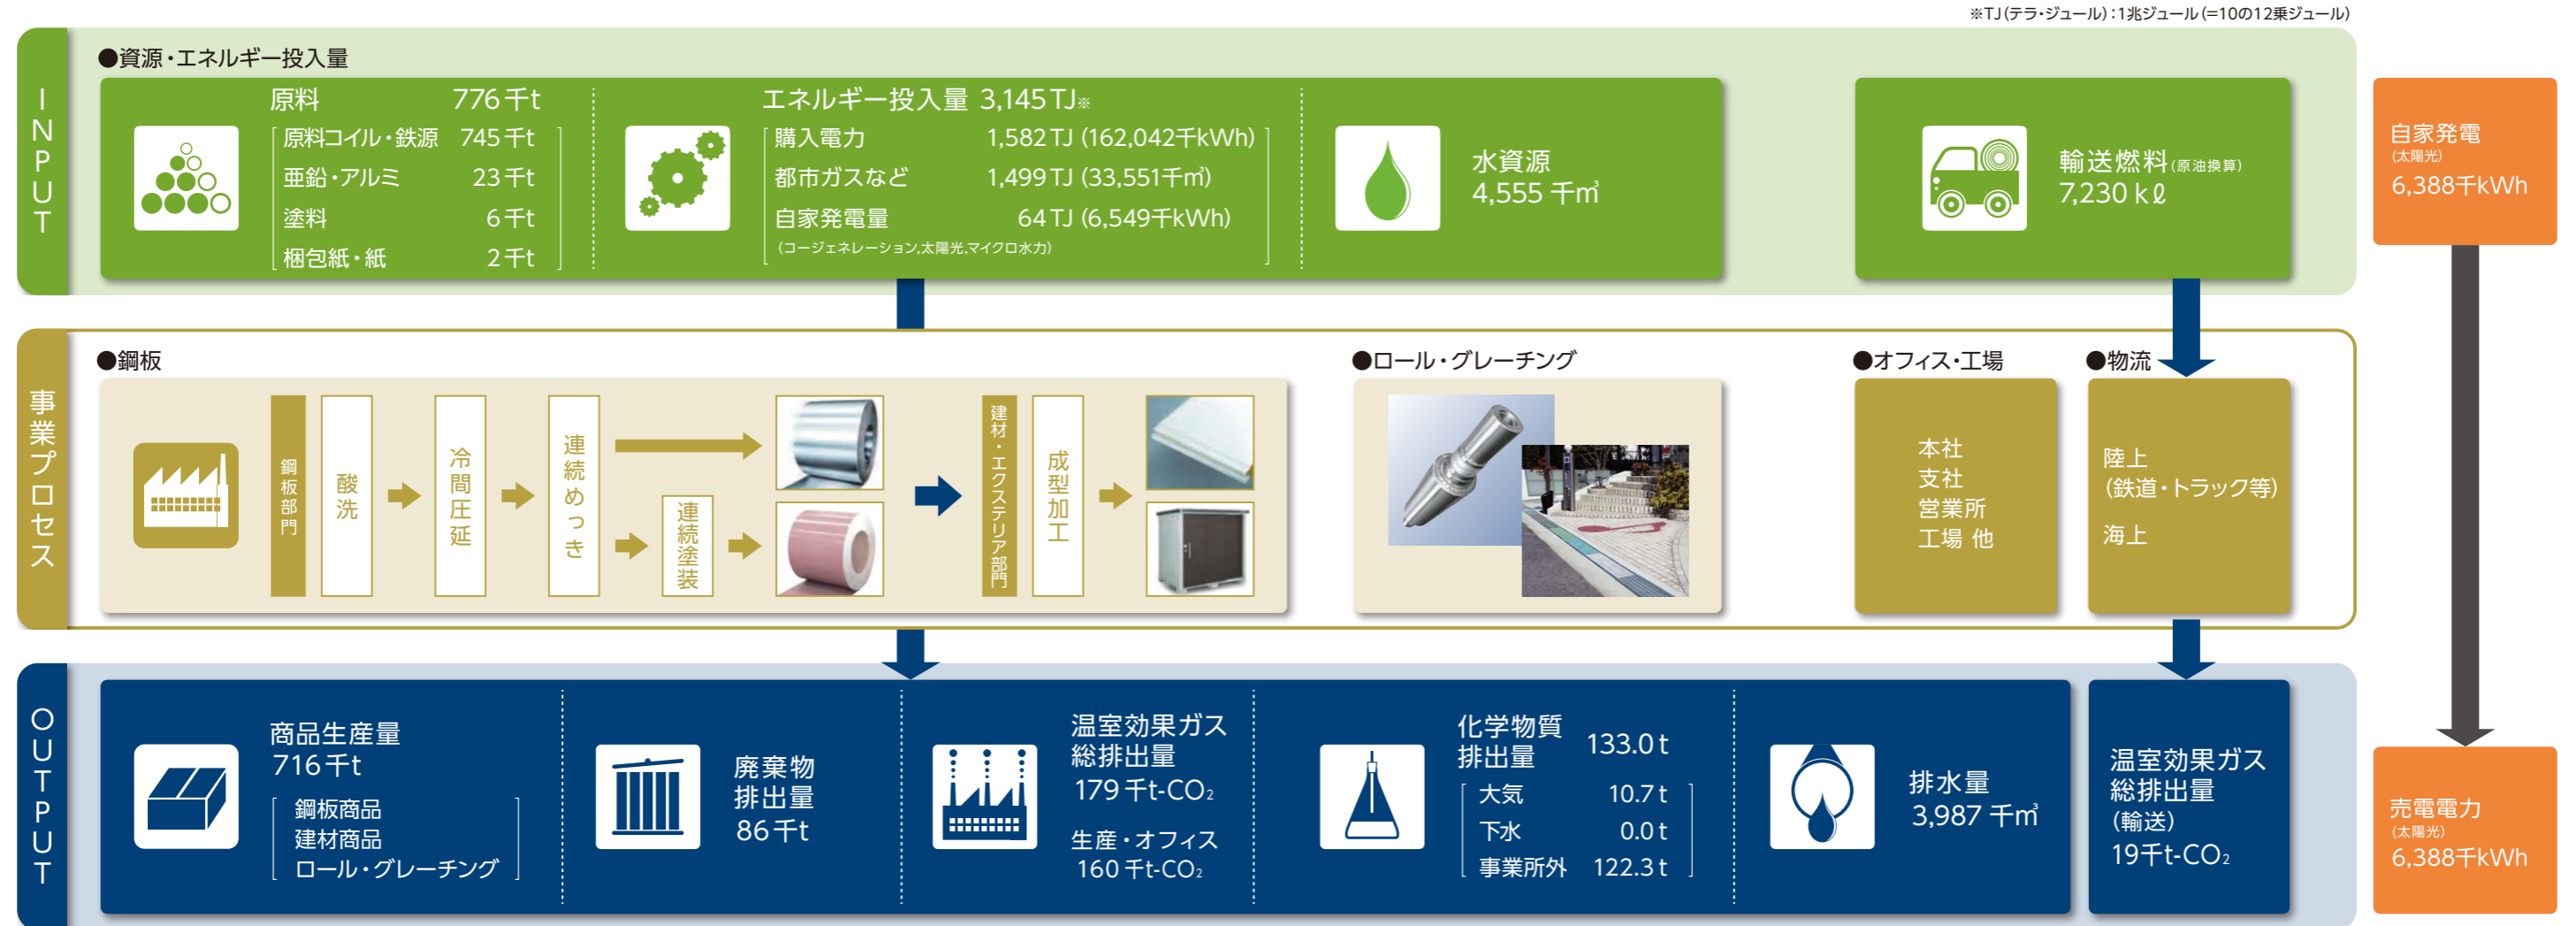 ※TJ(テラ・ジュール):1兆ジュール(=10の12乗ジュール)
INPUT
●資源・エネルギー投入量
原料 776千t
原料コイル・鉄源 745千t
亜鉛・アルミ 23千t
塗料 6千t
梱包紙・紙 2千t
エネルギー投入量 3,145TJ※
購入電力 1,582TJ(162,042千kWh)
都市ガスなど 1,499TJ(33,551千㎥)
自家発電量 64TJ(6,549千kWh)
(コージェネレーション,太陽光,マイクロ水力)
水資源
4,555千㎥
輸送燃料(原油換算)
7,230kℓ
自家発電
(太陽光)
6,388千kWh
事業プロセス
●鋼板
鋼板部門
酸洗
冷間圧延
連続めっき
連続塗装
建材・エクステリア部門
成型加工
●ロール・グレーチング
●オフィス・工場
本社
支社
営業所
工場 他
●物流
陸上
(鉄道・トラック等)
海上
OUTPUT
商品生産量
716千t
鋼板商品
建材商品
ロール・グレーチング
廃棄物
排出量
86千t
温室効果ガス
総排出量
179千t-CO₂
生産・オフィス
160千t-CO₂
化学物質
排出量 133.0t
大気 10.7t
下水 0.0t
事業所外 122.3t
排水量
3,987千㎥
温室効果ガス
総排出量
(輸送)
19千t-CO₂
売電電力
(太陽光)
6,388千kWh